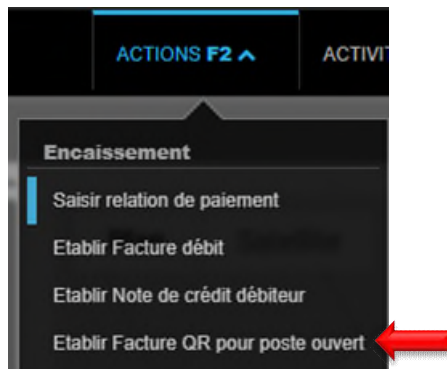 ACTIONS F2 ACTIVIT
Encaissement
Saisir relation de paiement
Etablir Facture débit
Etablir Note de crédit débiteur
Etablir Facture QR pour poste ouvert